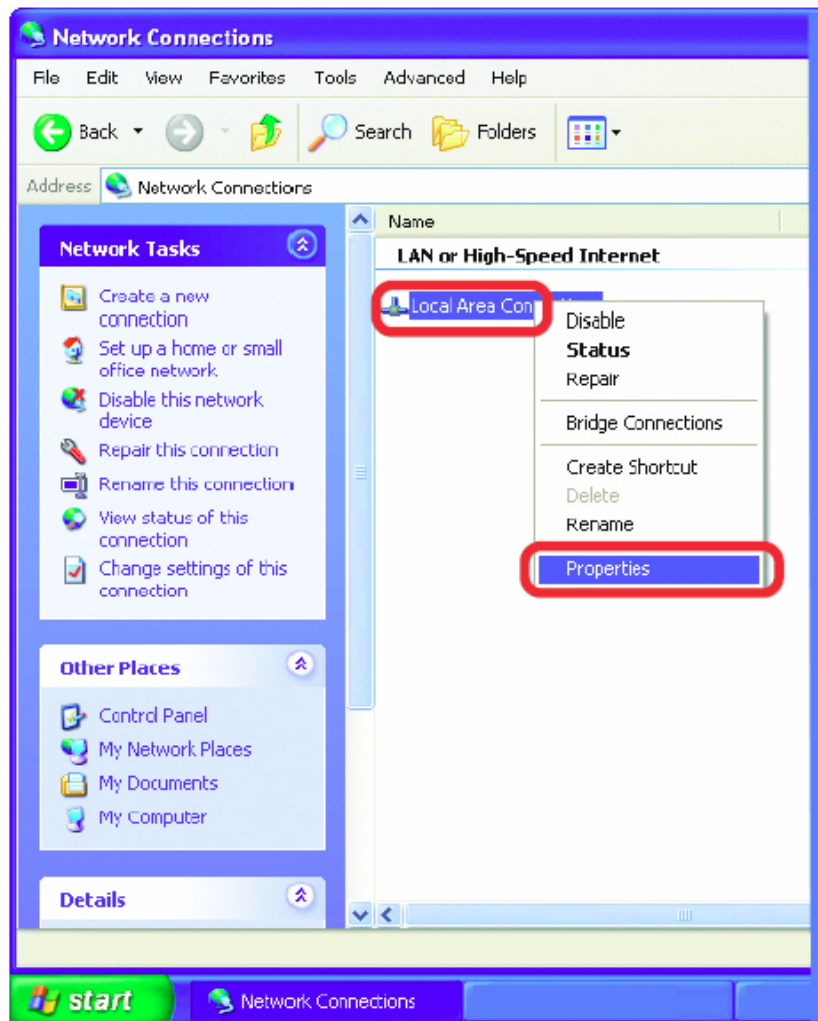 Network Connections
File Edit View Favorites Tools Advanced Help
Back Search Folders
Address Network Connections
Network Tasks
Create a new
connection
Set up a home or small
office network
Disable this network
device
Repair this connection
Rename this connection
View status of this
connection
Change settings of this
connection
Other Places
Control Panel
My Network Places
My Documents
My Computer
Details
Name
LAN or High-Speed Internet
Local Area Con
Disable
Status
Repair
Bridge Connections
Create Shortcut
Delete
Rename
Properties
start Network Connections